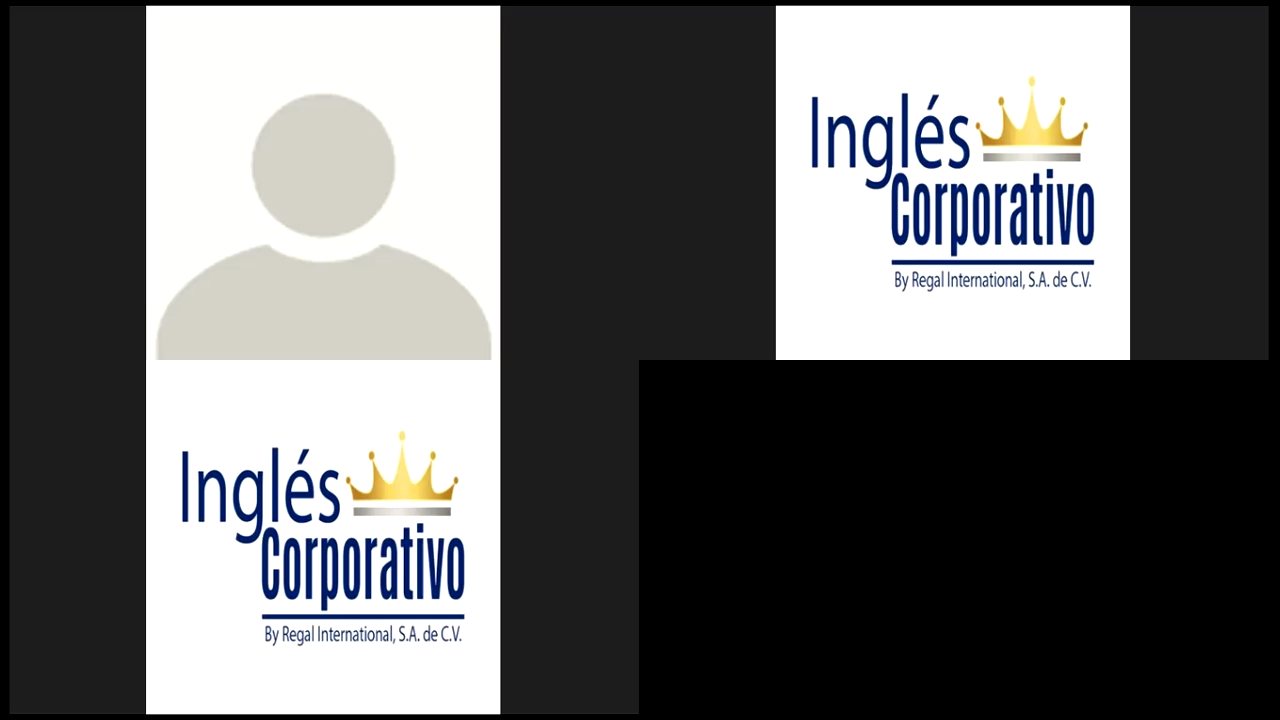 Inglés
Corporativo
By Regal International, S.A. de C.V.
Inglés
Corporativo
By Regal International, S.A. de C.V.